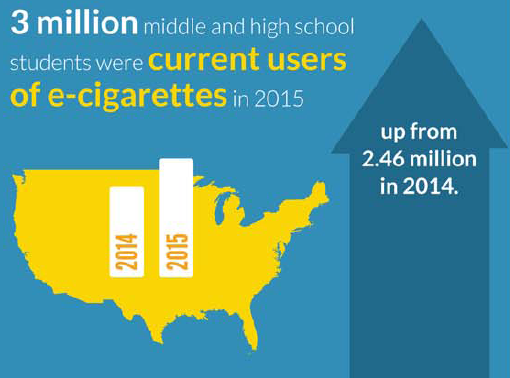 3 million middle and high school
students were current users
of e-cigarettes in 2015
up from
2.46 million
in 2014.
2014
2015